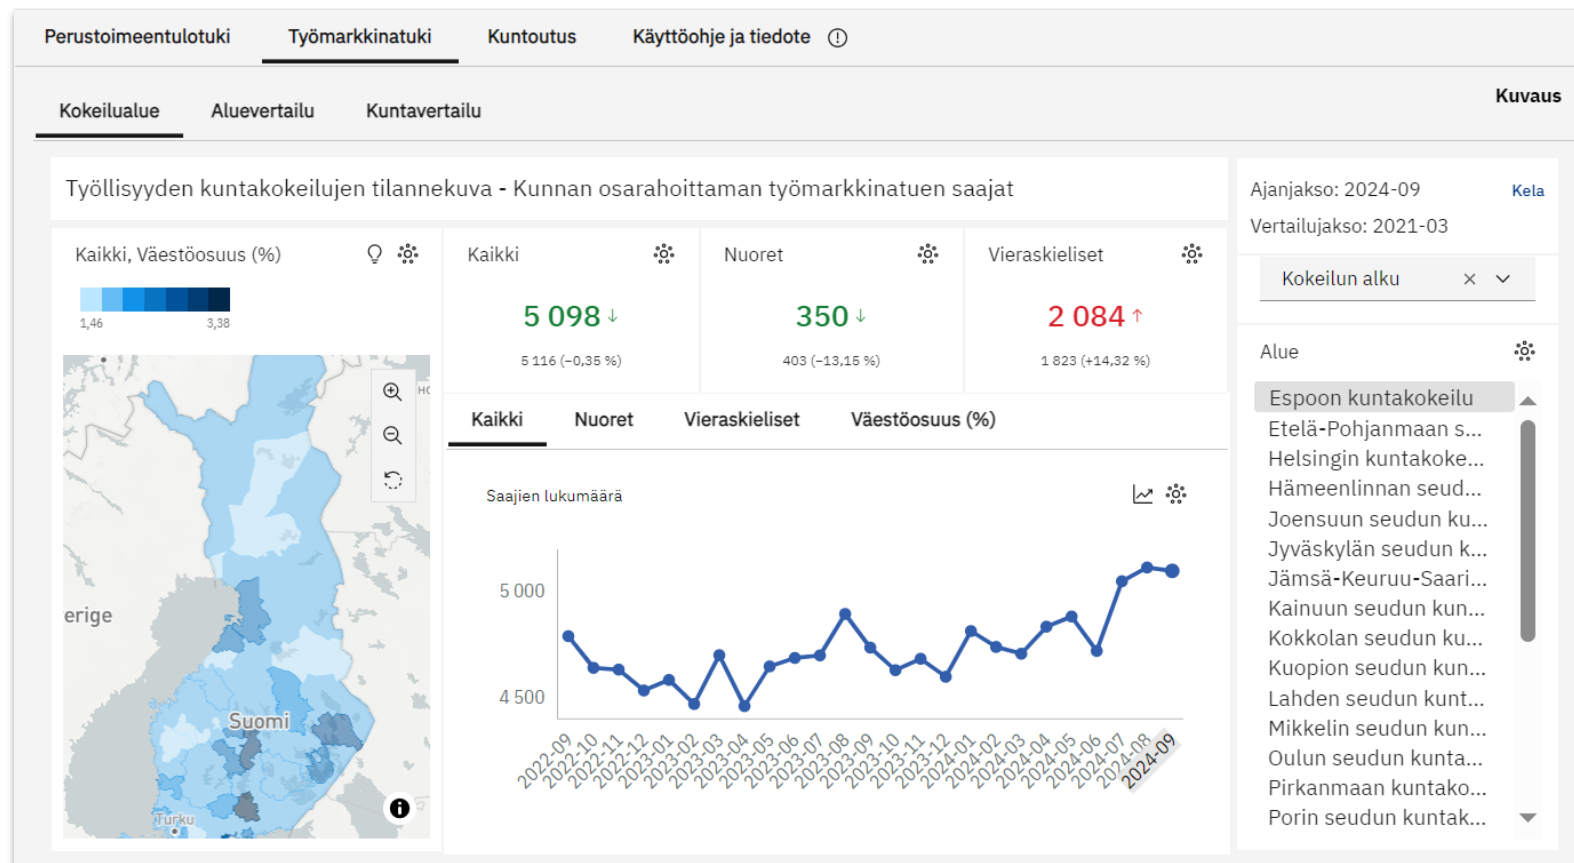 Perustoimeentulotuki Työmarkkinatuki Kuntoutus Käyttöohje ja tiedote
Kokeilualue Aluevertailu Kuntavertailu
Kuvaus
Työllisyyden kuntakokeilujen tilannekuva - Kunnan osarahoittaman työmarkkinatuen saajat
Ajanjakso: 2024-09 Kela
Vertailujakso: 2021-03
Kaikki, Väestöosuus (%)
1,46 3,38
Kaikki
5 098 ↓
5 116 (−0,35 %)
Nuoret
350 ↓
403 (−13,15 %)
Vieraskieliset
2 084 ↑
1 823 (+14,32 %)
Kokeilun alku
erige
Suomi
Turku
Kaikki Nuoret Vieraskieliset Väestöosuus (%)
Saajien lukumäärä
5 000
4 500
2022-09
2022-10
2022-11
2022-12
2023-01
2023-02
2023-03
2023-04
2023-05
2023-06
2023-07
2023-08
2023-09
2023-10
2023-11
2023-12
2024-01
2024-02
2024-03
2024-04
2024-05
2024-06
2024-07
2024-08
2024-09
Alue
Espoon kuntakokeilu
Etelä-Pohjanmaan s...
Helsingin kuntakoke...
Hämeenlinnan seud...
Joensuun seudun ku...
Jyväskylän seudun k...
Jämsä-Keuruu-Saari...
Kainuun seudun kun...
Kokkolan seudun ku...
Kuopion seudun kun...
Lahden seudun kunt...
Mikkelin seudun kun...
Oulun seudun kunta...
Pirkanmaan kuntako...
Porin seudun kuntak...